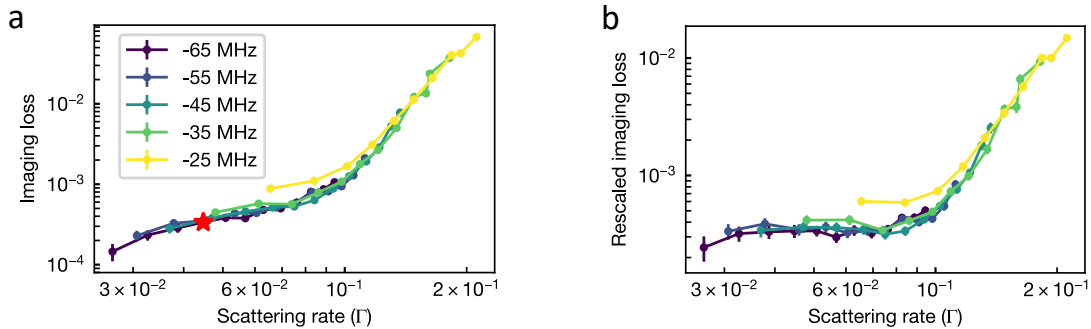 a
Imaging loss
10⁻²
10⁻³
10⁻⁴
-65 MHz
-55 MHz
-45 MHz
-35 MHz
-25 MHz
3 × 10⁻²
6 × 10⁻²
10⁻¹
2 × 10⁻¹
Scattering rate (Γ)
b
Rescaled imaging loss
10⁻²
10⁻³
3 × 10⁻²
6 × 10⁻²
10⁻¹
2 × 10⁻¹
Scattering rate (Γ)